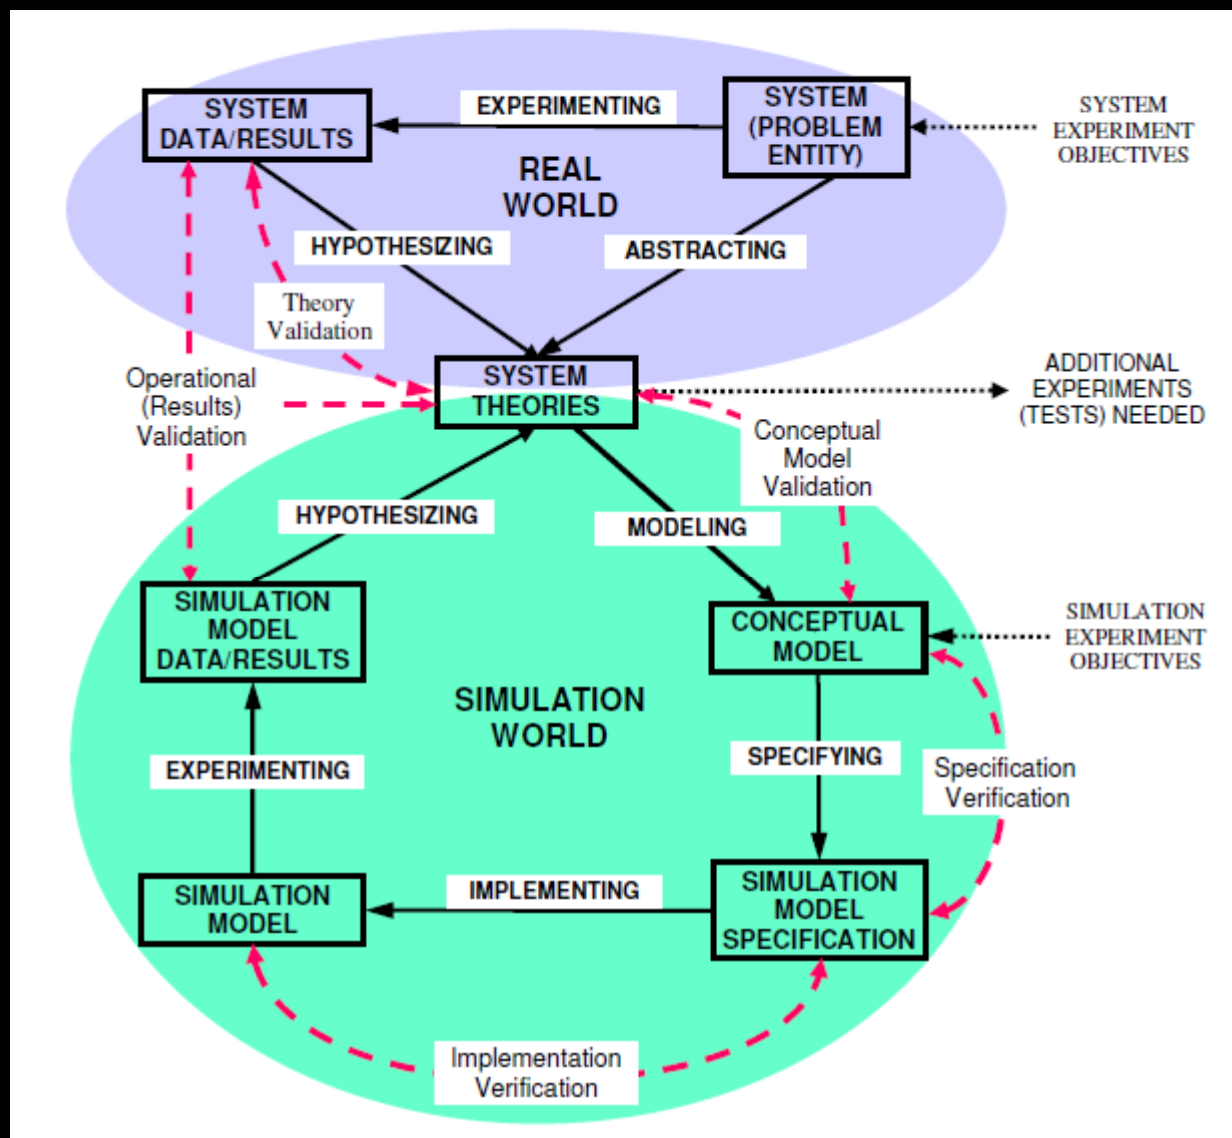 SYSTEM
DATA/RESULTS
EXPERIMENTING
SYSTEM
(PROBLEM
ENTITY)
SYSTEM
EXPERIMENT
OBJECTIVES
REAL
WORLD
HYPOTHESIZING
ABSTRACTING
Theory
Validation
SYSTEM
THEORIES
Operational
(Results)
Validation
ADDITIONAL
EXPERIMENTS
(TESTS) NEEDED
Conceptual
Model
Validation
HYPOTHESIZING
MODELING
SIMULATION
MODEL
DATA/RESULTS
CONCEPTUAL
MODEL
SIMULATION
EXPERIMENT
OBJECTIVES
SIMULATION
WORLD
EXPERIMENTING
SPECIFYING
Specification
Verification
SIMULATION
MODEL
IMPLEMENTING
SIMULATION
MODEL
SPECIFICATION
Implementation
Verification